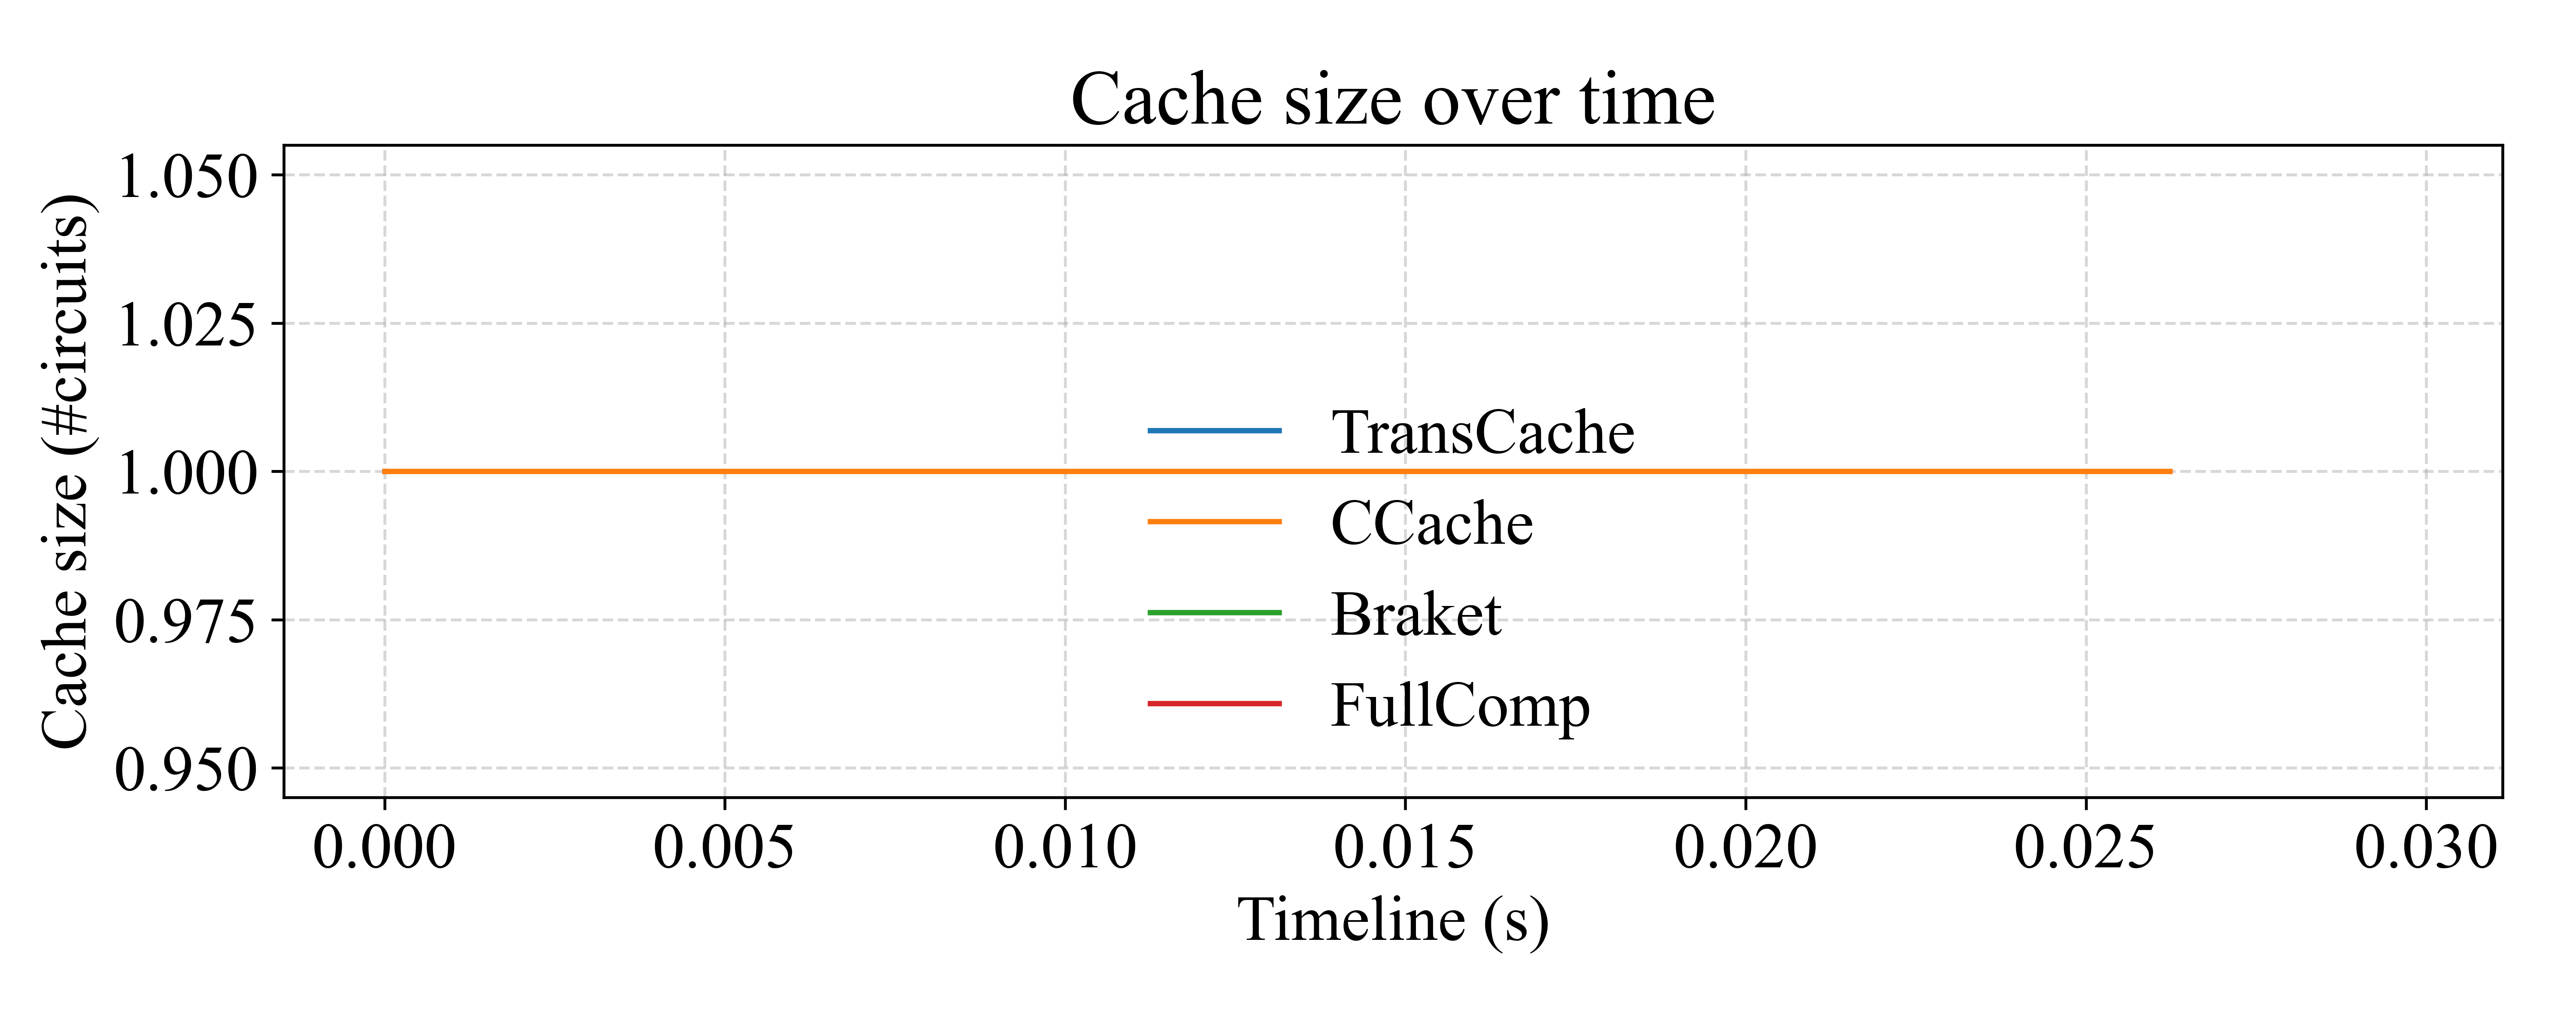 Cache size over time
Cache size (#circuits)
1.050
1.025
1.000
0.975
0.950
TransCache
CCache
Braket
FullComp
0.000 0.005 0.010 0.015 0.020 0.025 0.030
Timeline (s)